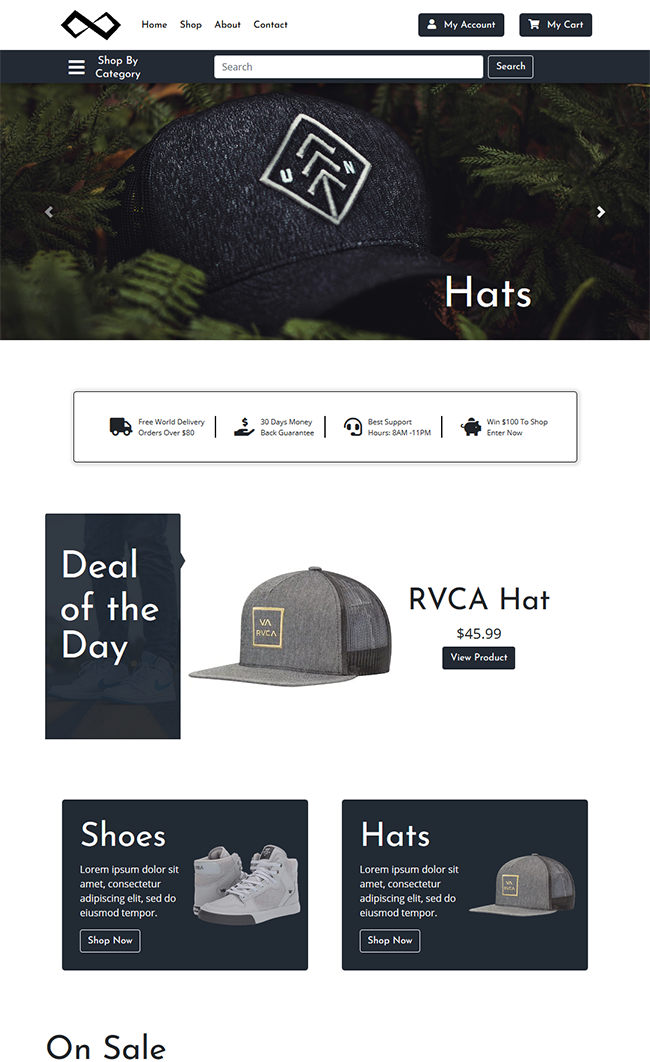 Home Shop About Contact My Account My Cart
Shop By
Category
Search Search
U N
Hats
Free World Delivery
Orders Over $80
$
30 Days Money
Back Guarantee
Best Support
Hours: 8AM -11PM
Win $100 To Shop
Enter Now
Deal
of the
Day
VA
RVCA
RVCA Hat
$45.99
View Product
Shoes
Lorem ipsum dolor sit
amet, consectetur
adipiscing elit, sed do
eiusmod tempor.
Shop Now
Hats
Lorem ipsum dolor sit
amet, consectetur
adipiscing elit, sed do
eiusmod tempor.
Shop Now
VA
RVCA
On Sale